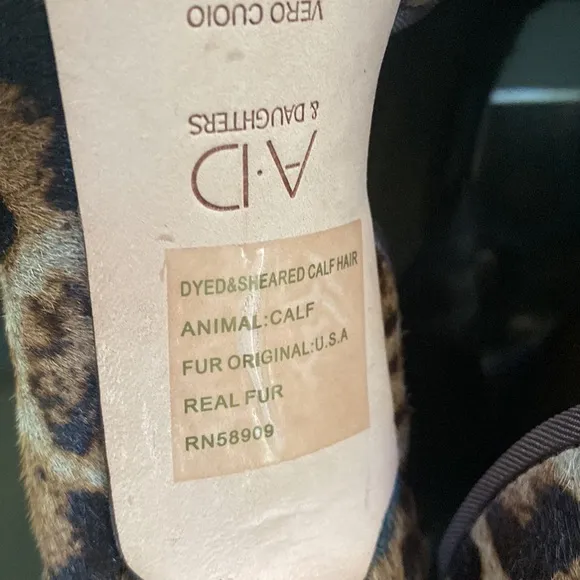 VERO CUOIO
A·D
& DAUGHTERS
DYED&SHEARED CALF HAIR
ANIMAL:CALF
FUR ORIGINAL:U.S.A
REAL FUR
RN58909